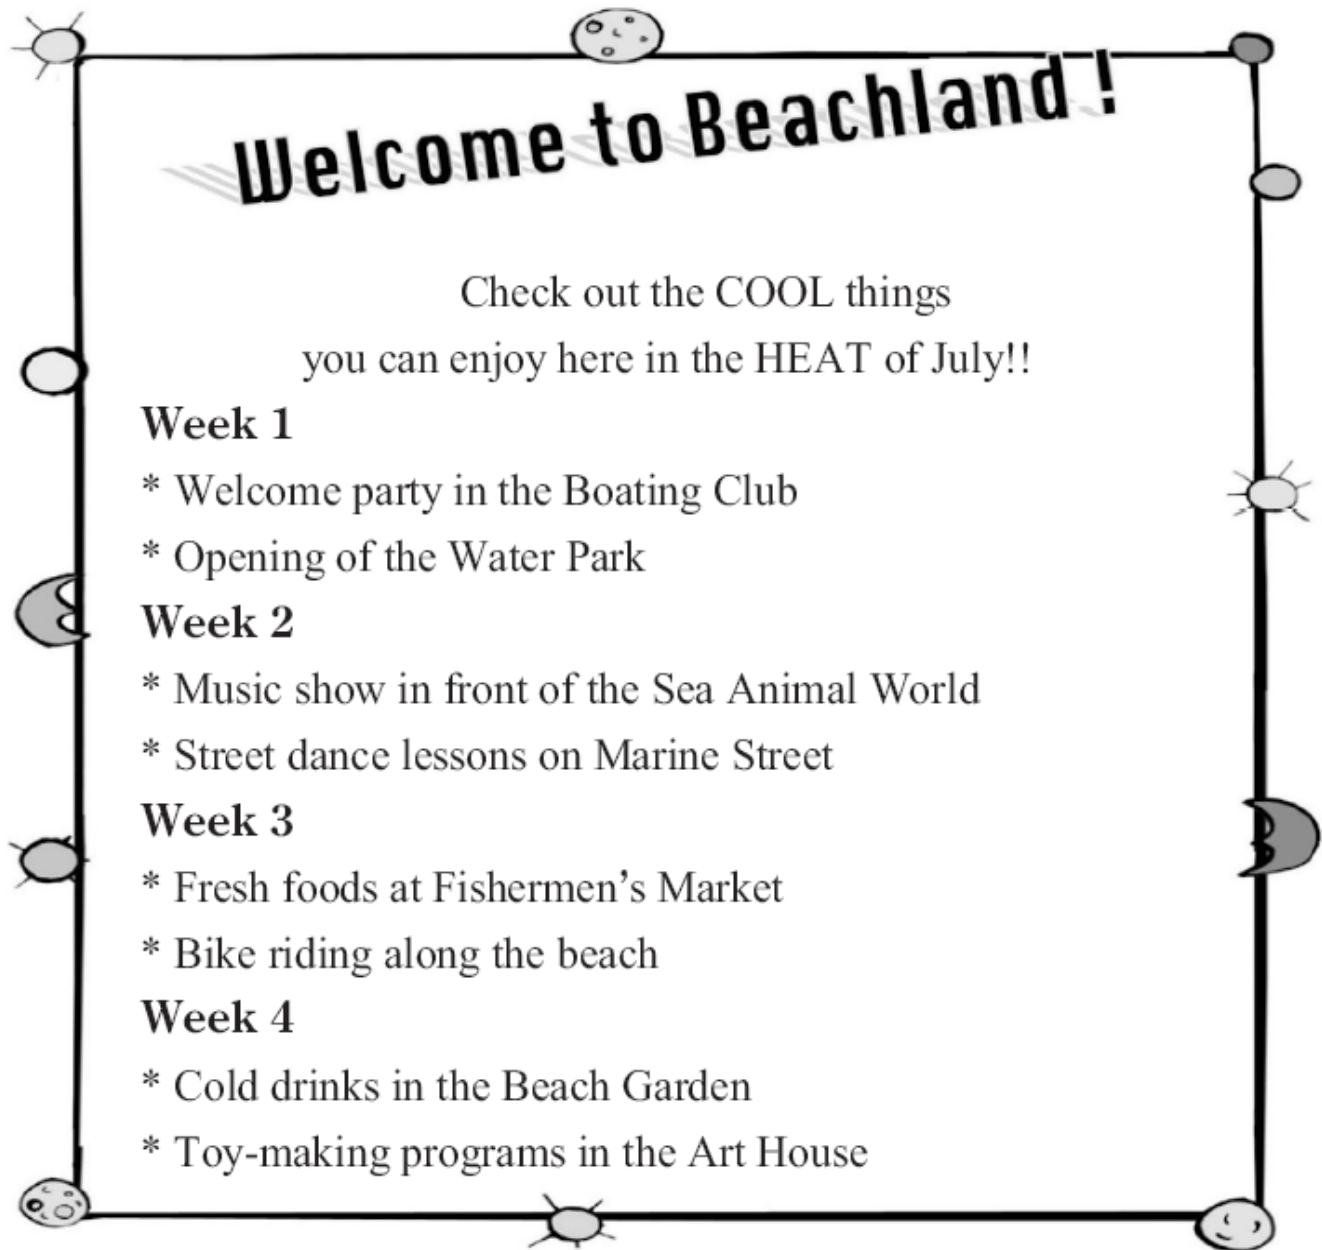 Welcome to Beachland !
Check out the COOL things
you can enjoy here in the HEAT of July!!
Week 1
* Welcome party in the Boating Club
* Opening of the Water Park
Week 2
* Music show in front of the Sea Animal World
* Street dance lessons on Marine Street
Week 3
* Fresh foods at Fishermen’s Market
* Bike riding along the beach
Week 4
* Cold drinks in the Beach Garden
* Toy-making programs in the Art House